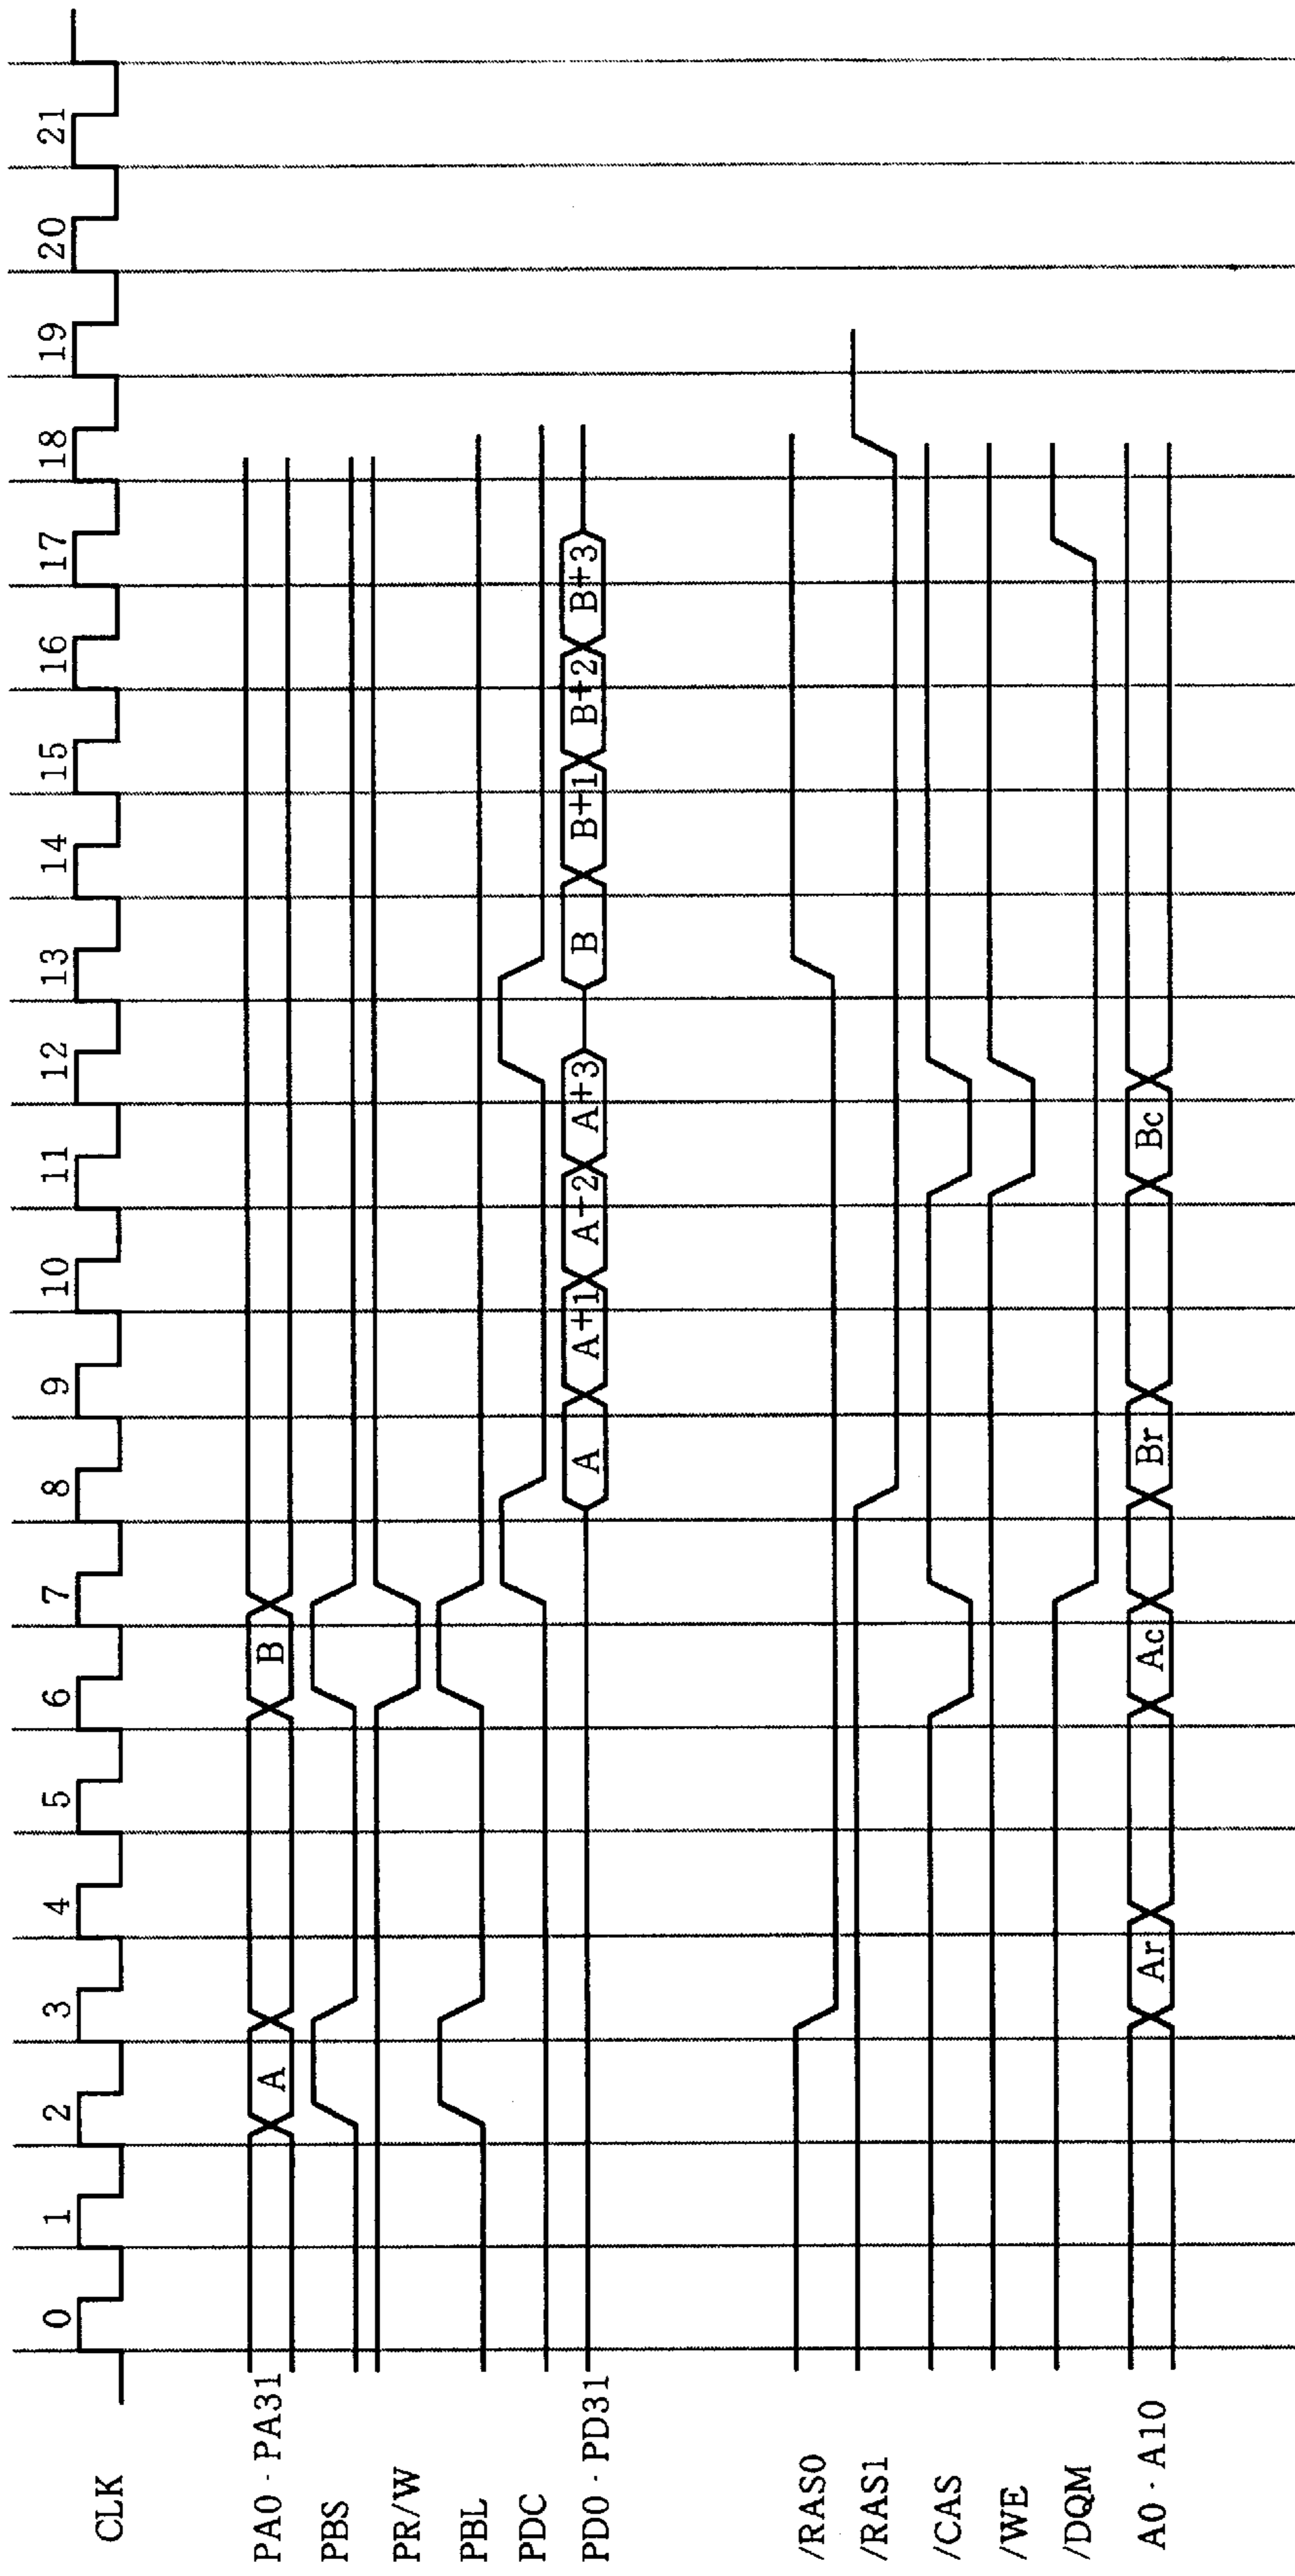 CLK 0 1 2 3 4 5 6 7 8 9 10 11 12 13 14 15 16 17 18 19 20 21
PA0 - PA31 A B
PBS
PR/W
PBL
PDC
PD0 - PD31 A A+1 A+2 A+3 B B+1 B+2 B+3
/RAS0
/RAS1
/CAS
/WE
/DQM
A0 - A10 Ar Ac Br Bc